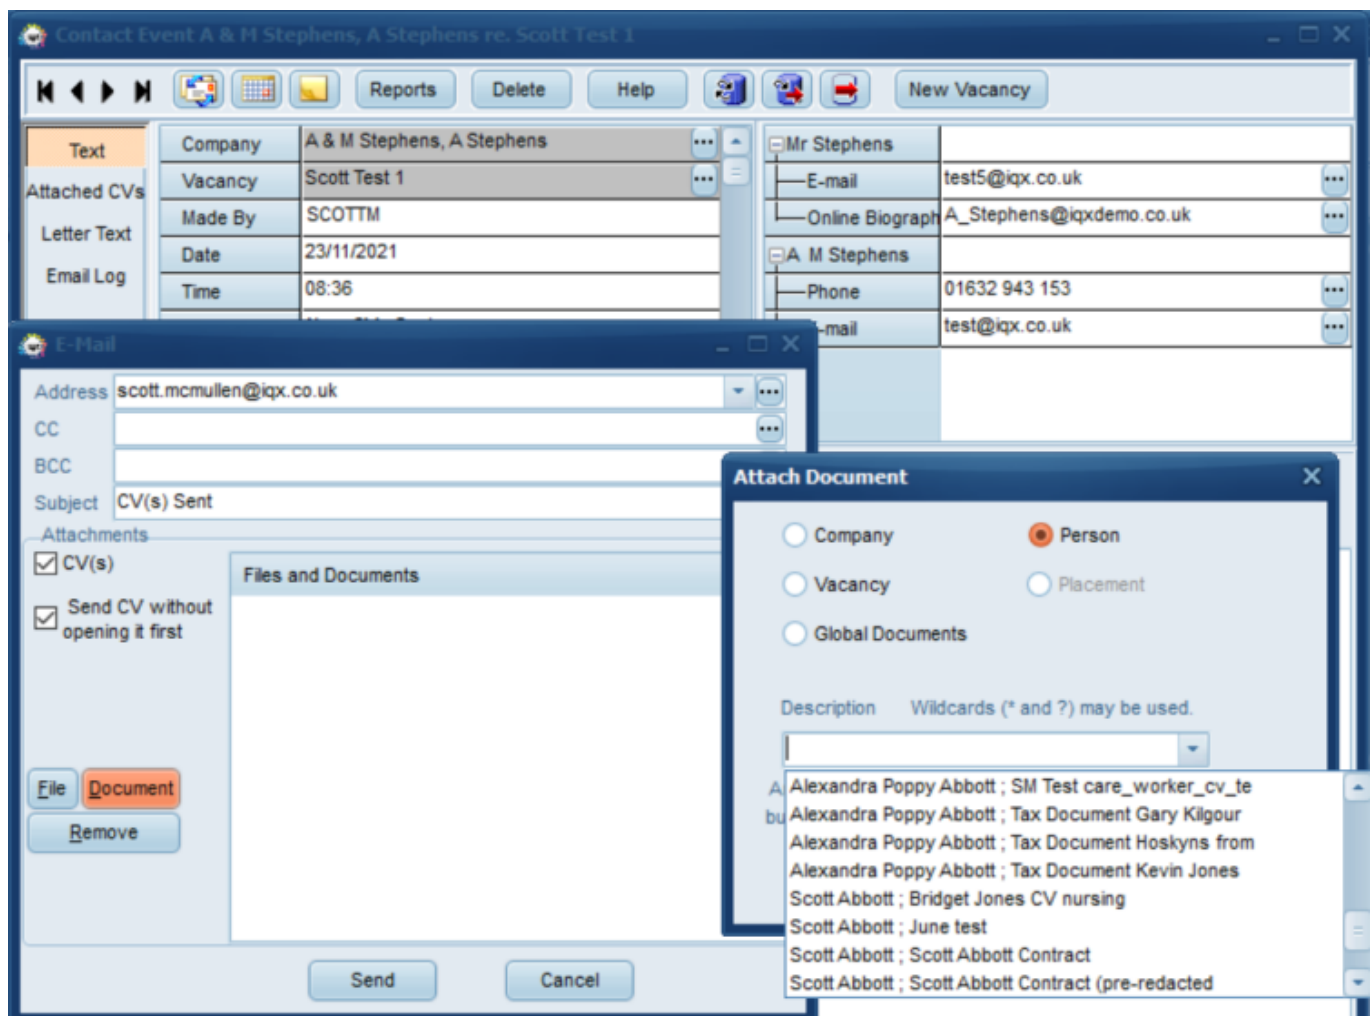 Contact Event A & M Stephens, A Stephens re. Scott Test 1
Reports Delete Help New Vacancy
Text
Attached CVs
Letter Text
Email Log
Company A & M Stephens, A Stephens
Vacancy Scott Test 1
Made By SCOTTM
Date 23/11/2021
Time 08:36
Mr Stephens
E-mail test5@iqx.co.uk
Online Biograph A_Stephens@iqxdemo.co.uk
A M Stephens
Phone 01632 943 153
-mail test@iqx.co.uk
E-Mail
Address scott.mcmullen@iqx.co.uk
CC
BCC
Subject CV(s) Sent
Attachments
CV(s)
Send CV without
opening it first
Files and Documents
File Document
Remove
Send Cancel
Attach Document
Company Person
Vacancy Placement
Global Documents
Description Wildcards (* and ?) may be used.
A
bu
Alexandra Poppy Abbott ; SM Test care_worker_cv_te
Alexandra Poppy Abbott ; Tax Document Gary Kilgour
Alexandra Poppy Abbott ; Tax Document Hoskyns from
Alexandra Poppy Abbott ; Tax Document Kevin Jones
Scott Abbott ; Bridget Jones CV nursing
Scott Abbott ; June test
Scott Abbott ; Scott Abbott Contract
Scott Abbott ; Scott Abbott Contract (pre-redacted